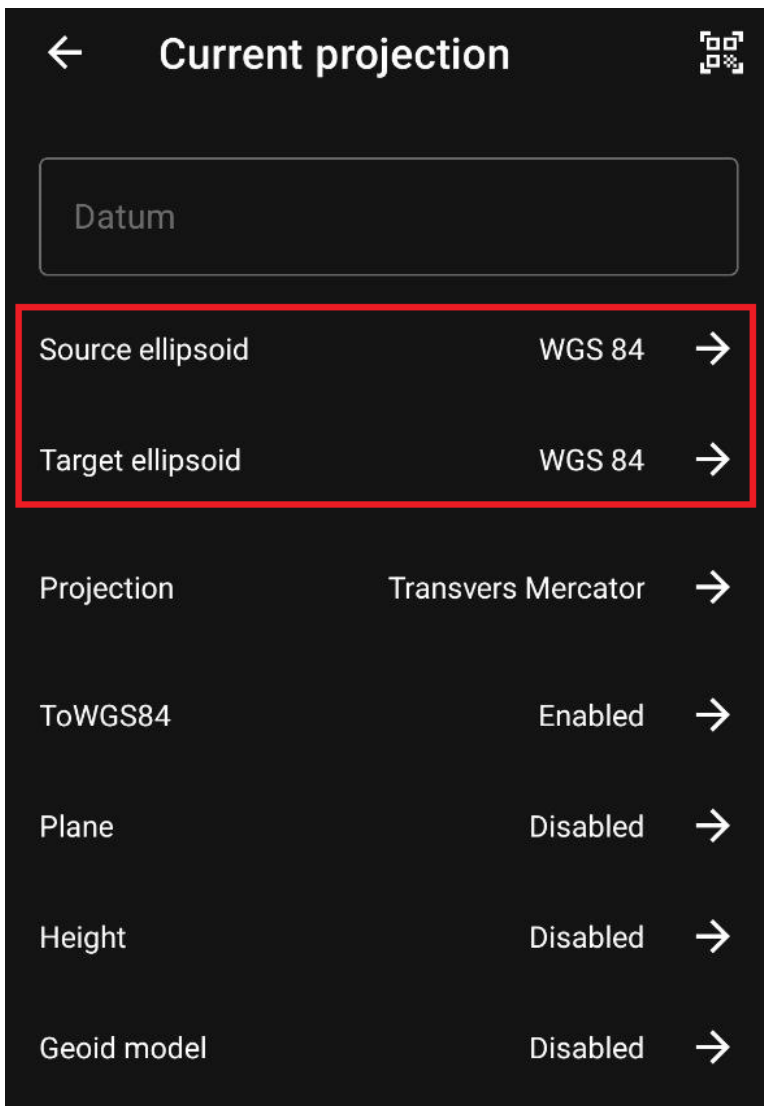 Current projection
Datum
Source ellipsoid WGS 84
Target ellipsoid WGS 84
Projection Transvers Mercator
ToWGS84 Enabled
Plane Disabled
Height Disabled
Geoid model Disabled